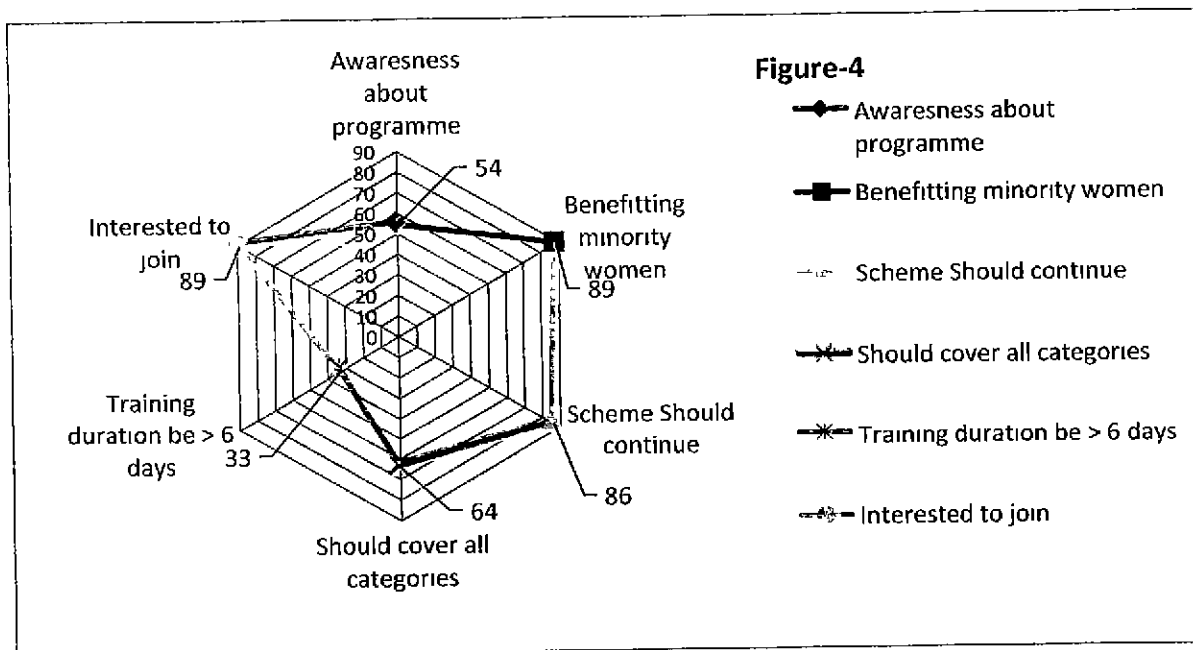 Figure-4
Awaresness
about
programme
90
80
70
60
50
40
30
20
10
0
54
Benefitting
minority
women
89
Scheme Should
continue
86
64
Should cover all
categories
Training
duration be > 6
days
33
Interested to
join
89
Awaresness about
programme
Benefitting minority women
Scheme Should continue
Should cover all categories
Training duration be > 6 days
Interested to join